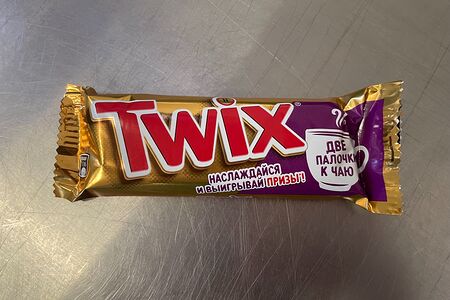 TWIX
НАСЛАЖДАЙСЯ
И ВЫИГРЫВАЙ ПРИЗЫ*!
ДВЕ
ПАЛОЧКИ
К ЧАЮ